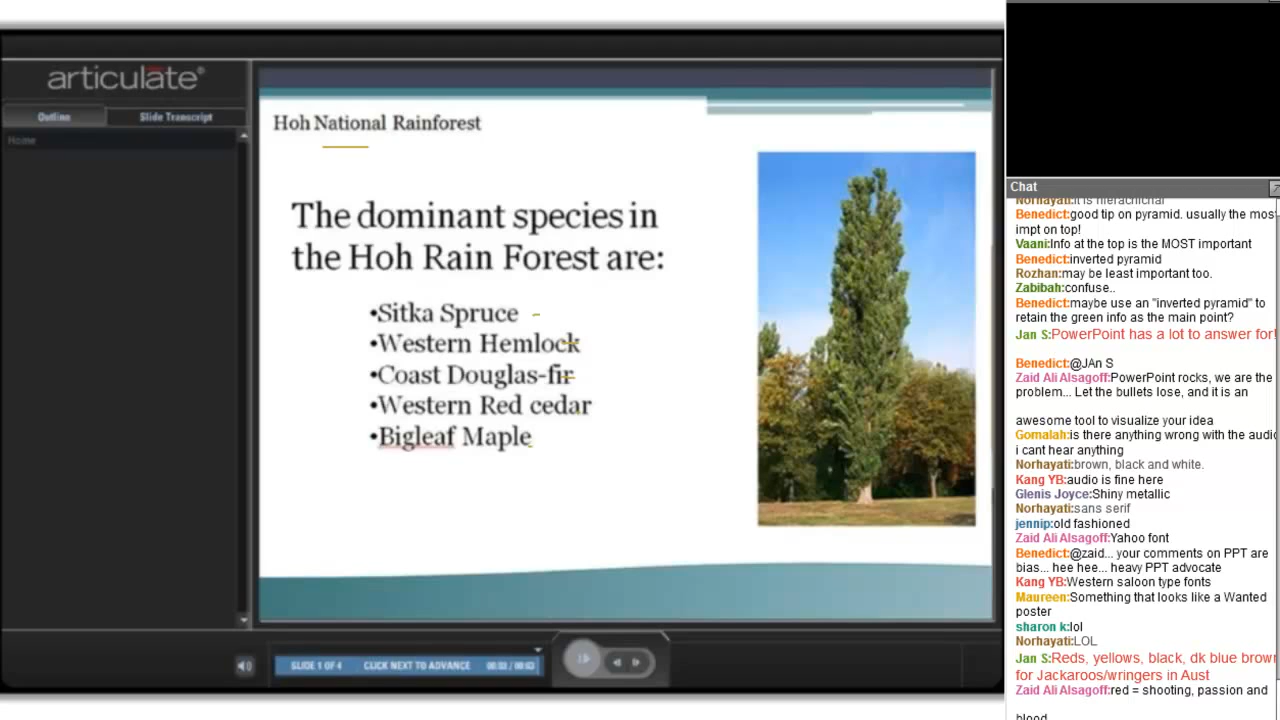 articulate®
Outline
Slide Transcript
Home
Hoh National Rainforest
The dominant species in
the Hoh Rain Forest are:
•Sitka Spruce
•Western Hemlock
•Coast Douglas-fir
•Western Red cedar
•Bigleaf Maple
SLIDE 1 OF 4 CLICK NEXT TO ADVANCE
Chat
Norhayati:it is hierachichal
Benedict:good tip on pyramid. usually the mos
impt on top!
Vaani:Info at the top is the MOST important
Benedict:inverted pyramid
Rozhan:may be least important too.
Zabibah:confuse..
Benedict:maybe use an "inverted pyramid" to
retain the green info as the main point?
Jan S:PowerPoint has a lot to answer for!
Benedict:@JAn S
Zaid Ali Alsagoff:PowerPoint rocks, we are the
problem... Let the bullets lose, and it is an
awesome tool to visualize your idea
Gomalah:is there anything wrong with the audio
i cant hear anything
Norhayati:brown, black and white.
Kang YB:audio is fine here
Glenis Joyce:Shiny metallic
Norhayati:sans serif
jennip:old fashioned
Zaid Ali Alsagoff:Yahoo font
Benedict:@zaid... your comments on PPT are
bias... hee hee... heavy PPT advocate
Kang YB:Western saloon type fonts
Maureen:Something that looks like a Wanted
poster
sharon k:lol
Norhayati:LOL
Jan S:Reds, yellows, black, dk blue brown
for Jackaroos/wringers in Aust
Zaid Ali Alsagoff:red = shooting, passion and
blood